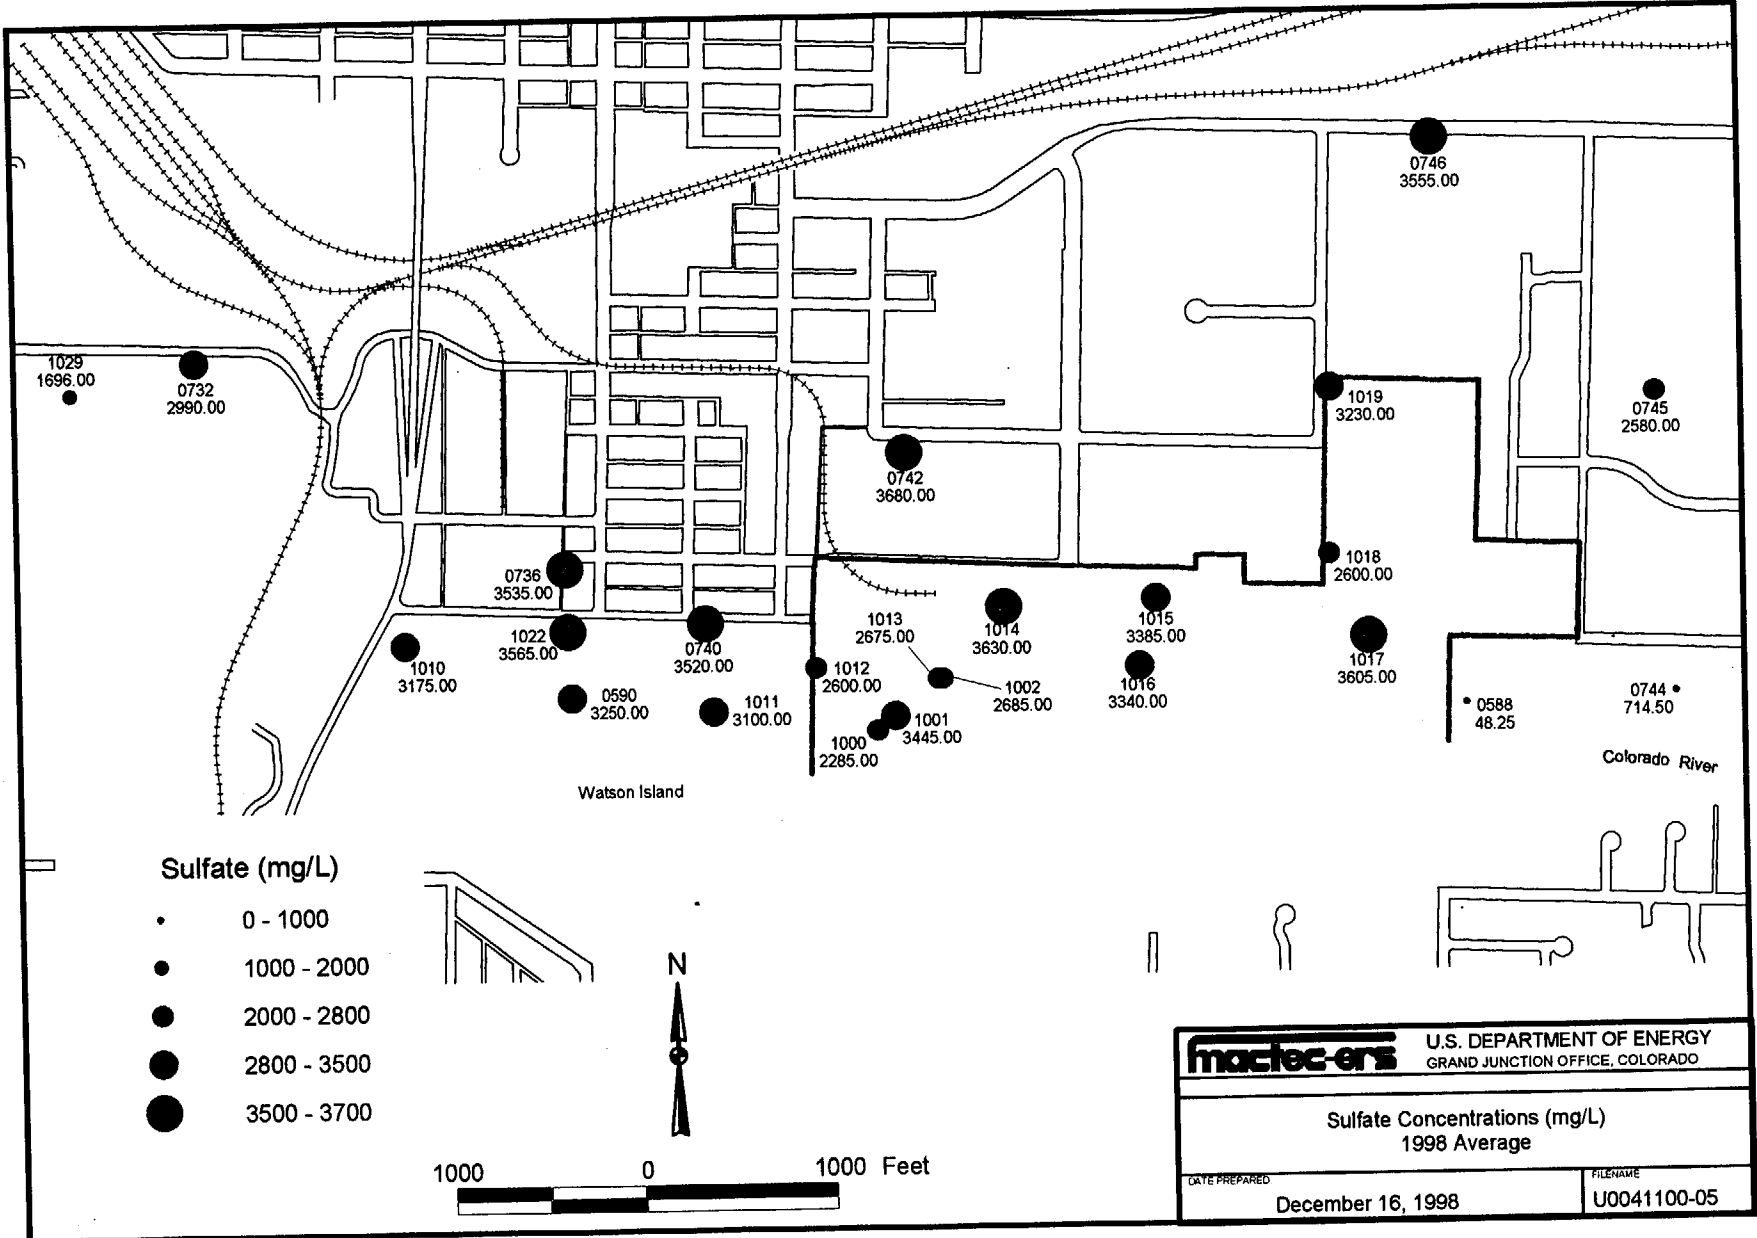 0746
3555.00
1029
1696.00
0732
2990.00
1019
3230.00
0745
2580.00
0742
3680.00
1018
2600.00
0736
3535.00
1022
3565.00
0740
3520.00
1010
3175.00
0590
3250.00
1011
3100.00
1012
2600.00
1013
2675.00
1002
2685.00
1001
3445.00
1000
2285.00
1014
3630.00
1015
3385.00
1016
3340.00
1017
3605.00
0588
48.25
0744
714.50
Colorado River
Watson Island
Sulfate (mg/L)
0 - 1000
1000 - 2000
2000 - 2800
2800 - 3500
3500 - 3700
N
1000 0 1000 Feet
mactec-ers
U.S. DEPARTMENT OF ENERGY
GRAND JUNCTION OFFICE, COLORADO
Sulfate Concentrations (mg/L)
1998 Average
DATE PREPARED
December 16, 1998
FILENAME
U0041100-05